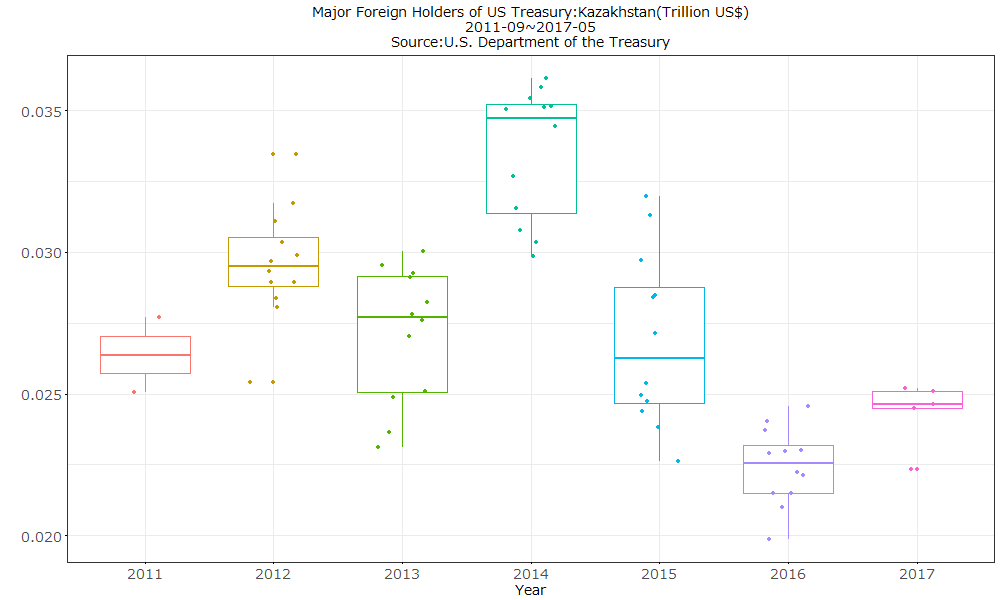 Major Foreign Holders of US Treasury:Kazakhstan(Trillion US$)
2011-09~2017-05
Source:U.S. Department of the Treasury
0.035
0.030
0.025
0.020
2011 2012 2013 2014 2015 2016 2017
Year